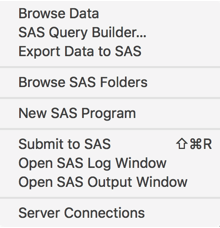 Browse Data
SAS Query Builder...
Export Data to SAS
Browse SAS Folders
New SAS Program
Submit to SAS ⇧⌘R
Open SAS Log Window
Open SAS Output Window
Server Connections